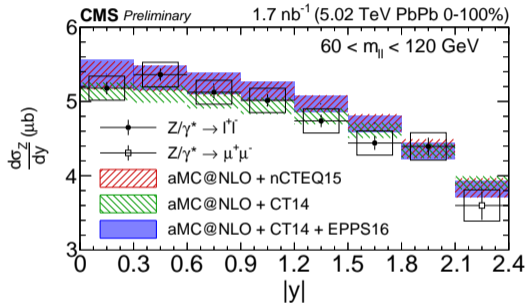 CMS Preliminary 1.7 nb⁻¹ (5.02 TeV PbPb 0-100%)
60 < m_ll < 120 GeV
dσ_Z/dy (μb)
6
5
4
3
Z/γ* → l⁺l⁻
Z/γ* → μ⁺μ⁻
aMC@NLO + nCTEQ15
aMC@NLO + CT14
aMC@NLO + CT14 + EPPS16
0 0.3 0.6 0.9 1.2 1.5 1.8 2.1 2.4
|y|